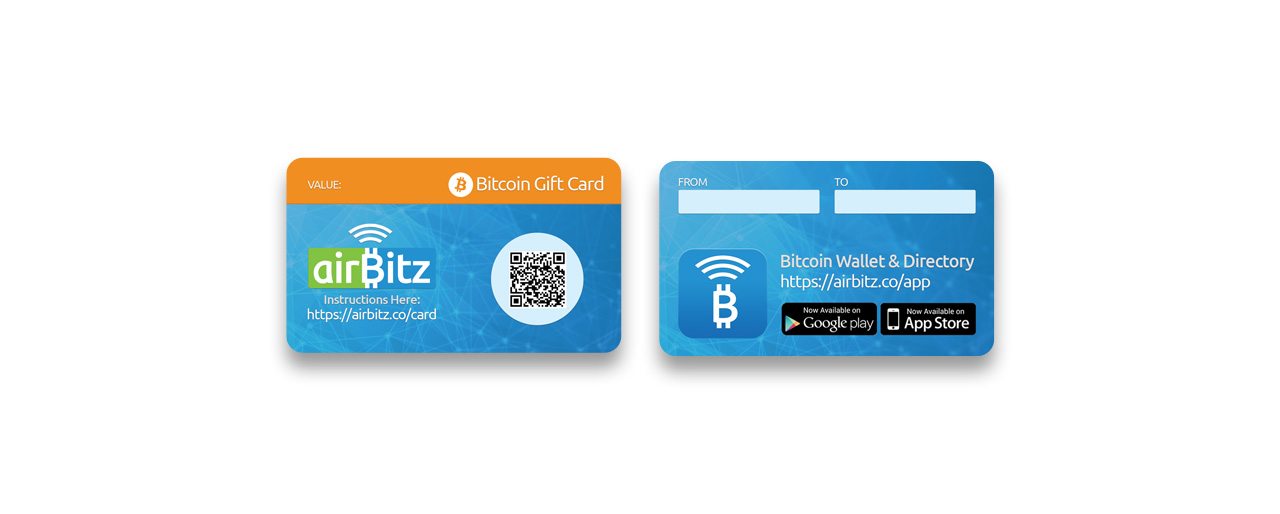 VALUE:
Bitcoin Gift Card
airBitz
Instructions Here:
https://airbitz.co/card
FROM
TO
Bitcoin Wallet & Directory
https://airbitz.co/app
Now Available on
Google play
Now Available on
App Store